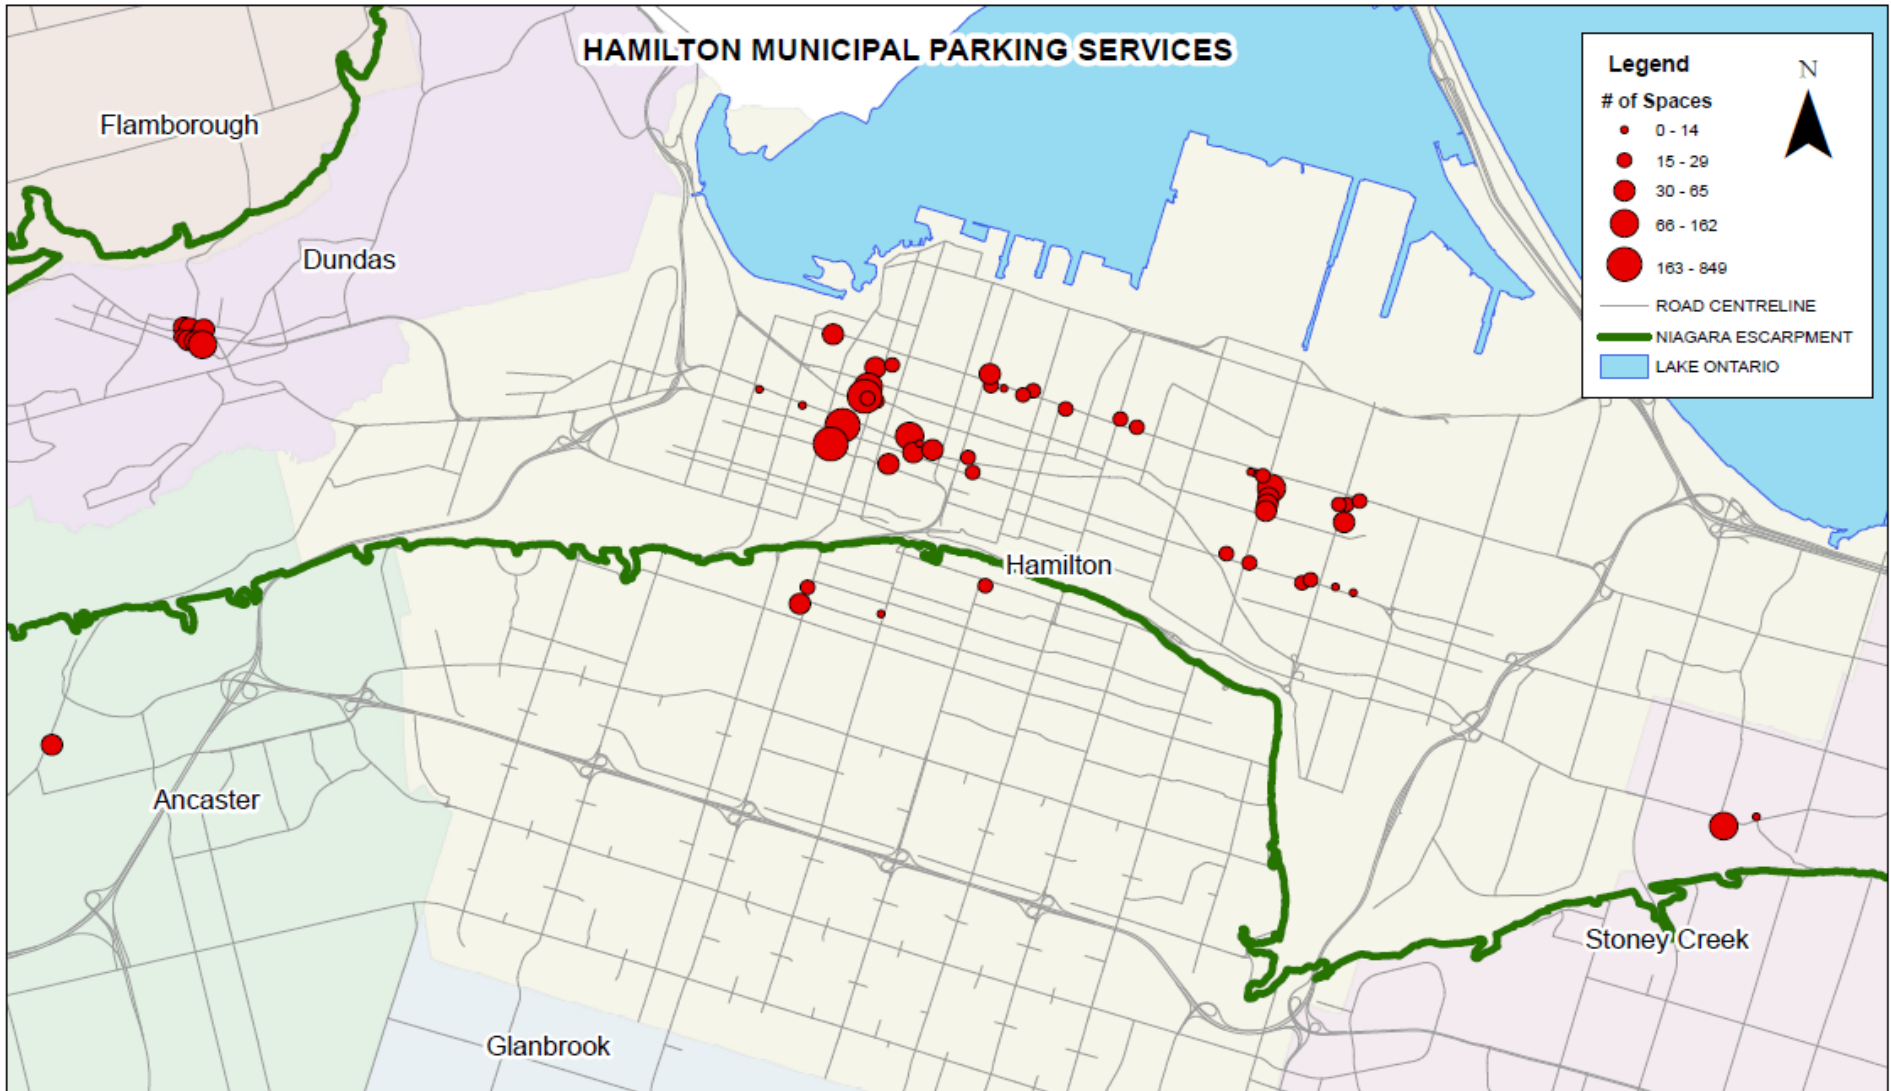 HAMILTON MUNICIPAL PARKING SERVICES
Legend
N
# of Spaces
0 - 14
15 - 29
30 - 65
66 - 162
163 - 849
ROAD CENTRELINE
NIAGARA ESCARPMENT
LAKE ONTARIO
Flamborough
Dundas
Hamilton
Ancaster
Stoney Creek
Glanbrook